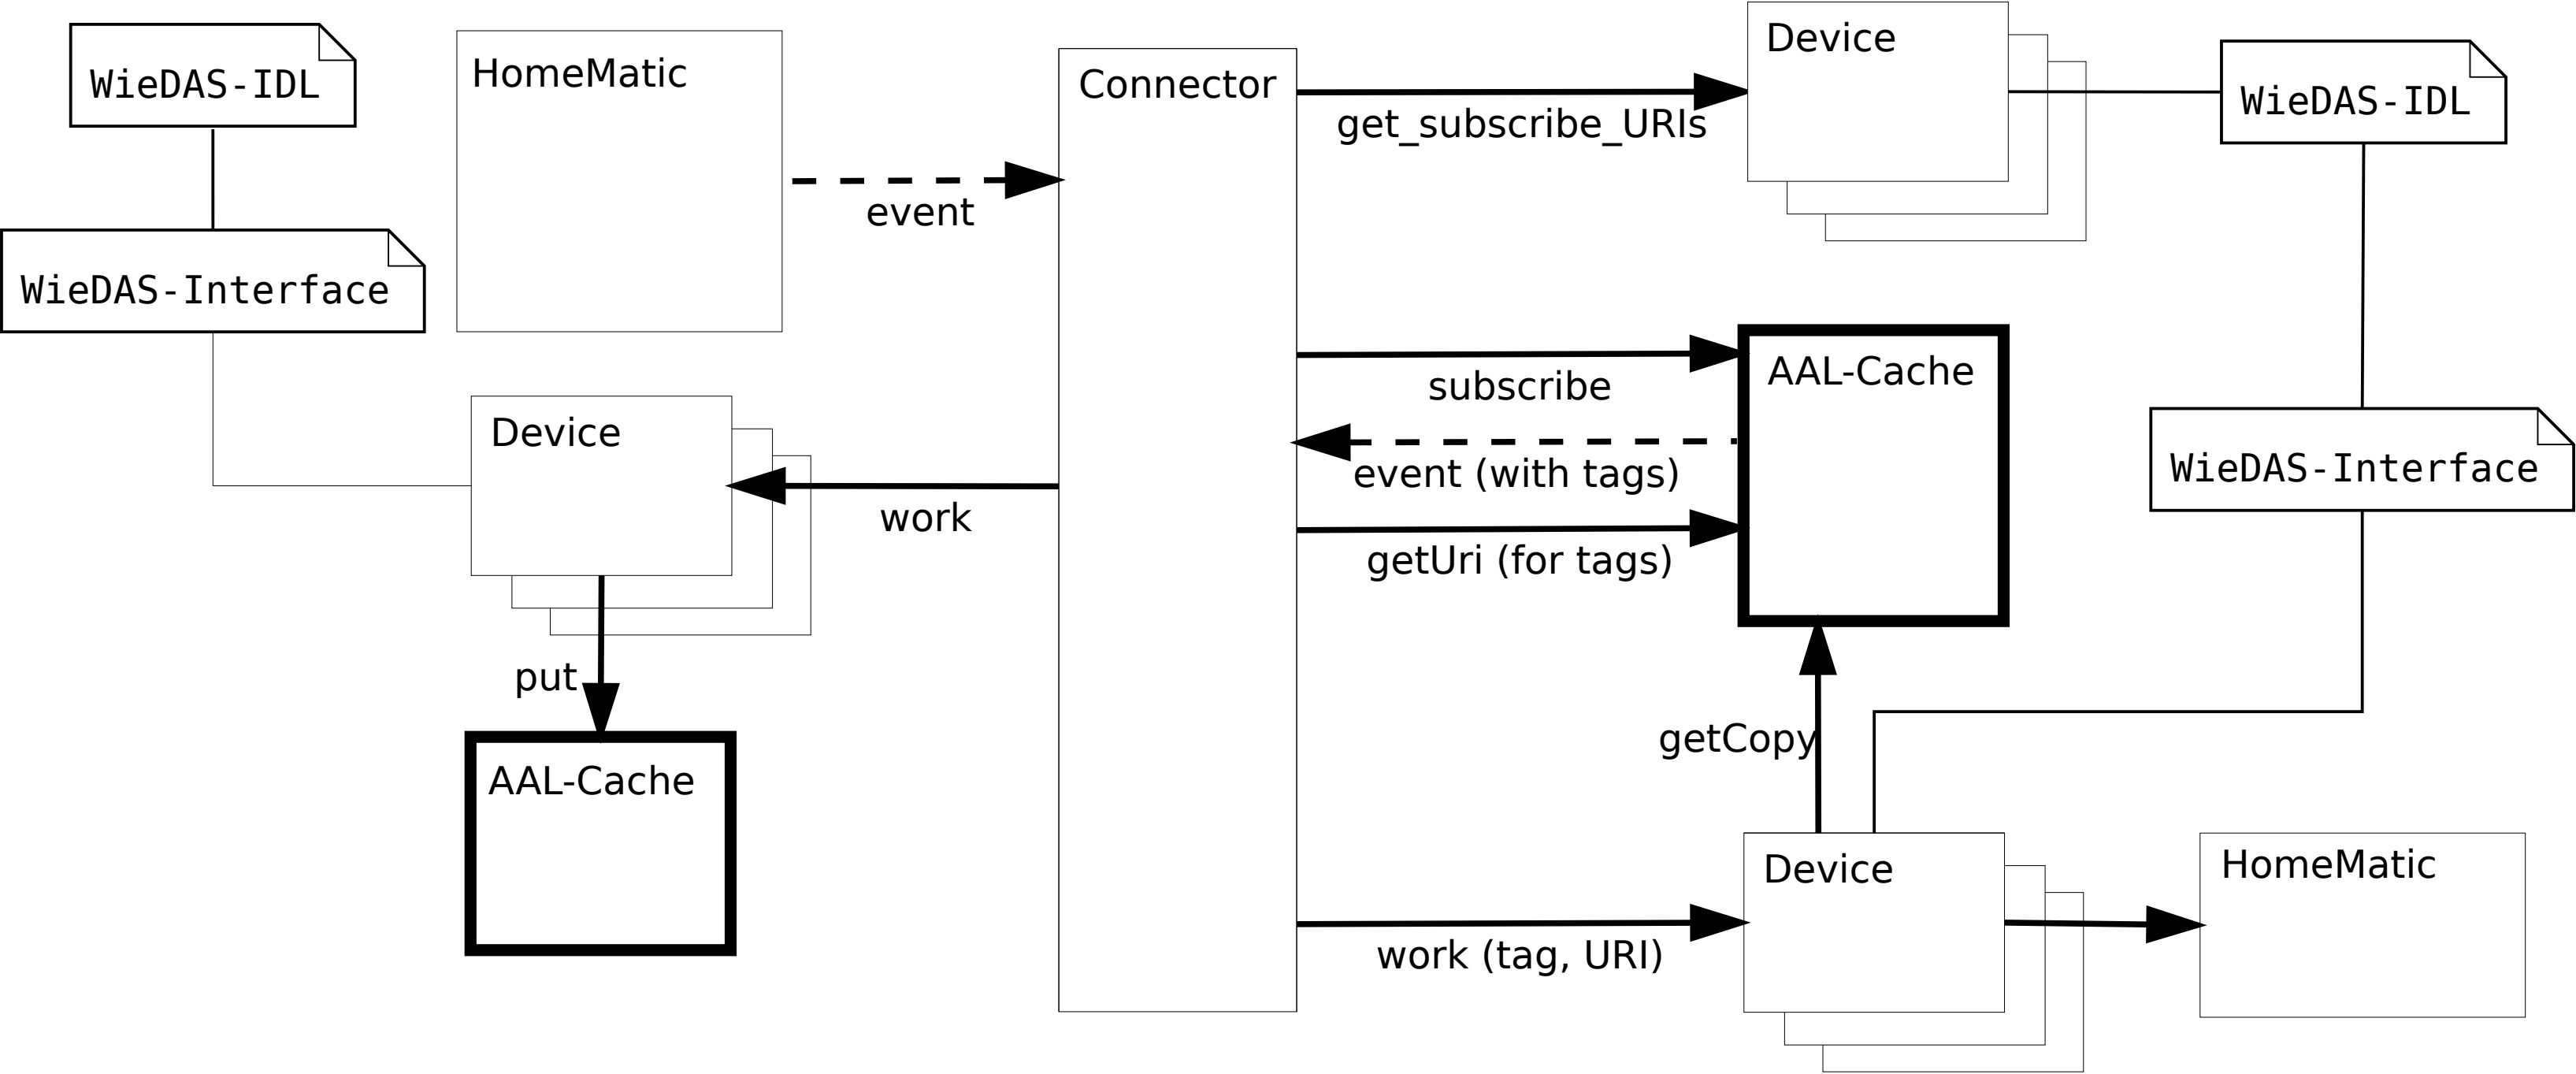 WieDAS-IDL
WieDAS-Interface
HomeMatic
event
Device
work
put
AAL-Cache
Connector
get_subscribe_URIs
Device
WieDAS-IDL
subscribe
event (with tags)
getUri (for tags)
AAL-Cache
WieDAS-Interface
getCopy
work (tag, URI)
Device
HomeMatic